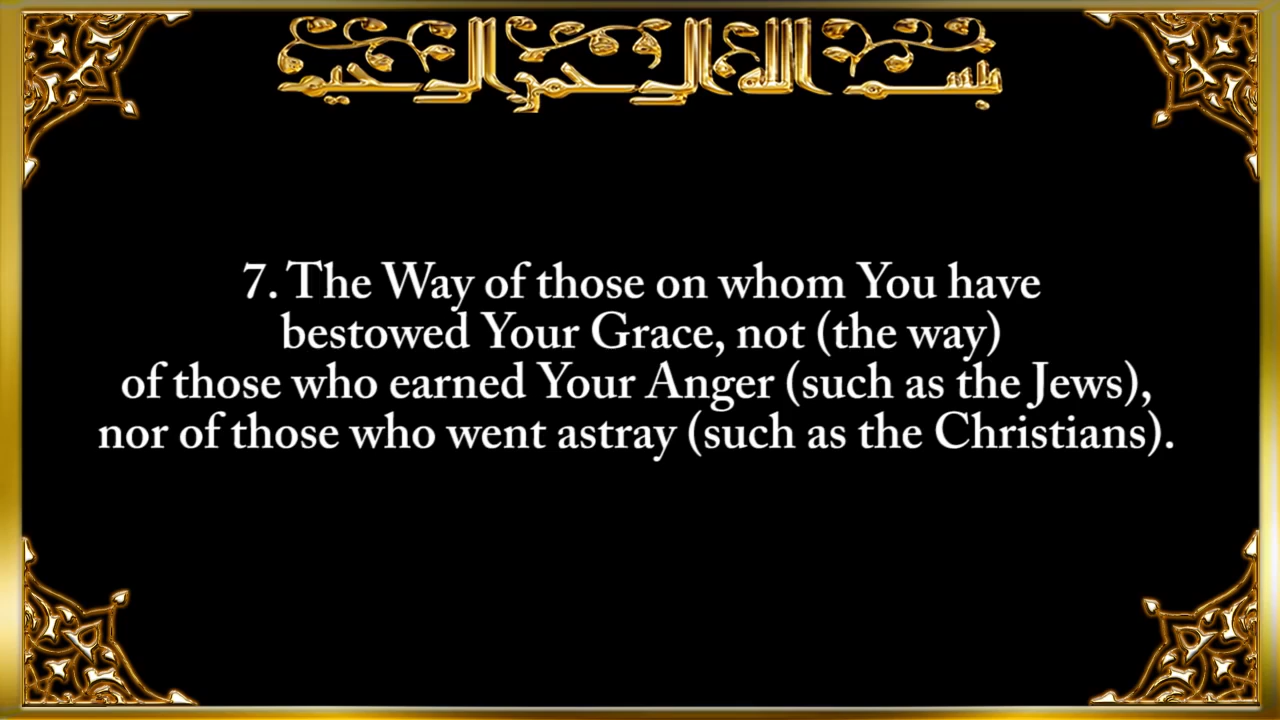 بسم الله الرحمن الرحيم
7. The Way of those on whom You have
bestowed Your Grace, not (the way)
of those who earned Your Anger (such as the Jews),
nor of those who went astray (such as the Christians).